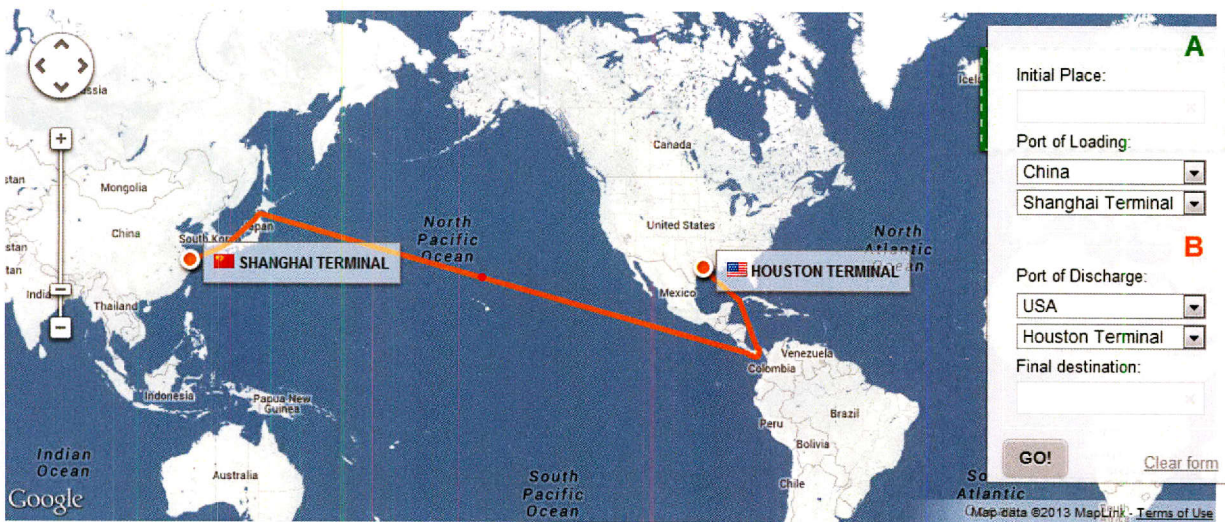 A
Initial Place:
Port of Loading:
China
Shanghai Terminal
B
Port of Discharge:
USA
Houston Terminal
Final destination:
GO!
Clear form
Mongolia
China
South Kor
Japan
India
Thailand
Indonesia
Papua New
Guinea
Australia
Indian
Ocean
North
Pacific
Ocean
SHANGHAI TERMINAL
Canada
United States
Mexico
HOUSTON TERMINAL
North
Atlantic
Ocean
Venezuela
Colombia
Brazil
Peru
Bolivia
Chile
South
Pacific
Ocean
Atlantic
Google
Map data ©2013 MapLink - Terms of Use